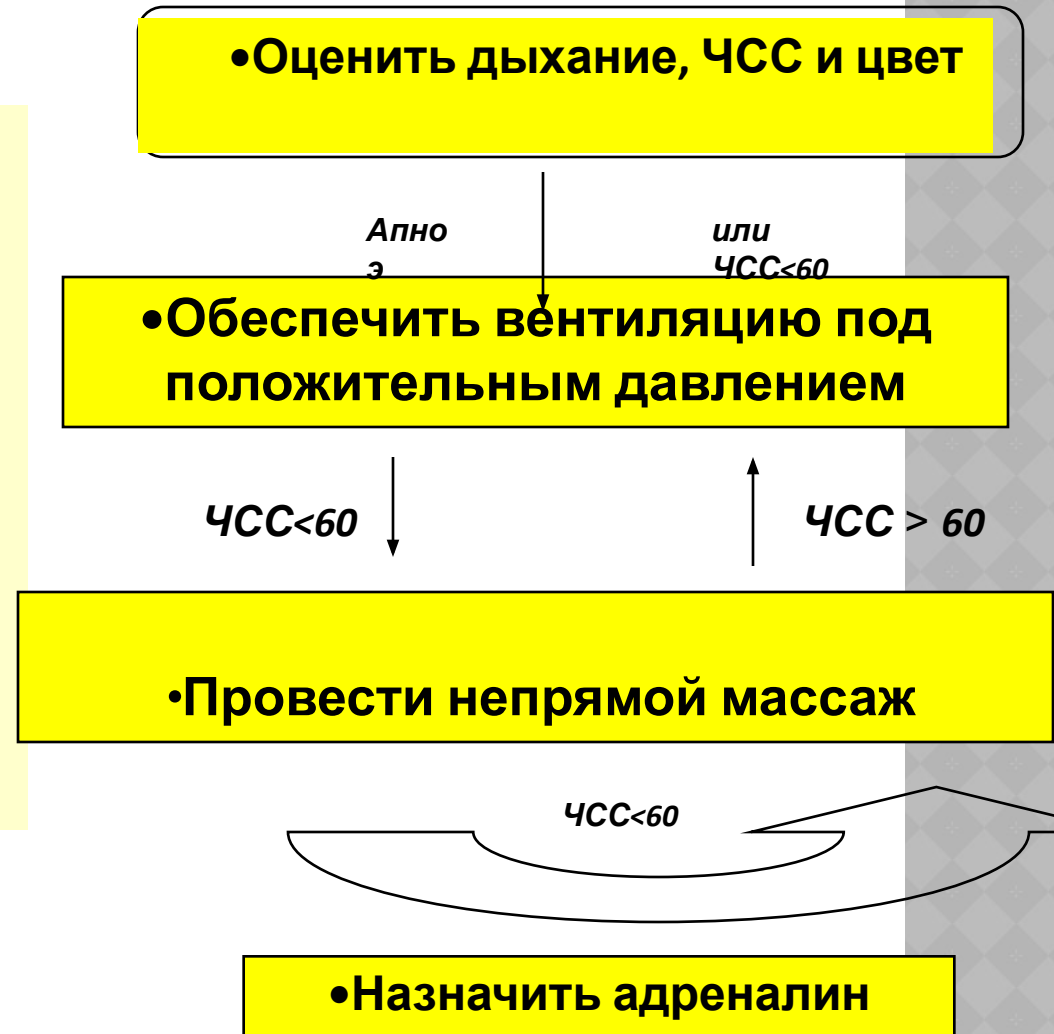 •Оценить дыхание, ЧСС и цвет
Апно
э
или
ЧСС<60
•Обеспечить вентиляцию под
положительным давлением
ЧСС<60
ЧСС > 60
•Провести непрямой массаж
ЧСС<60
•Назначить адреналин